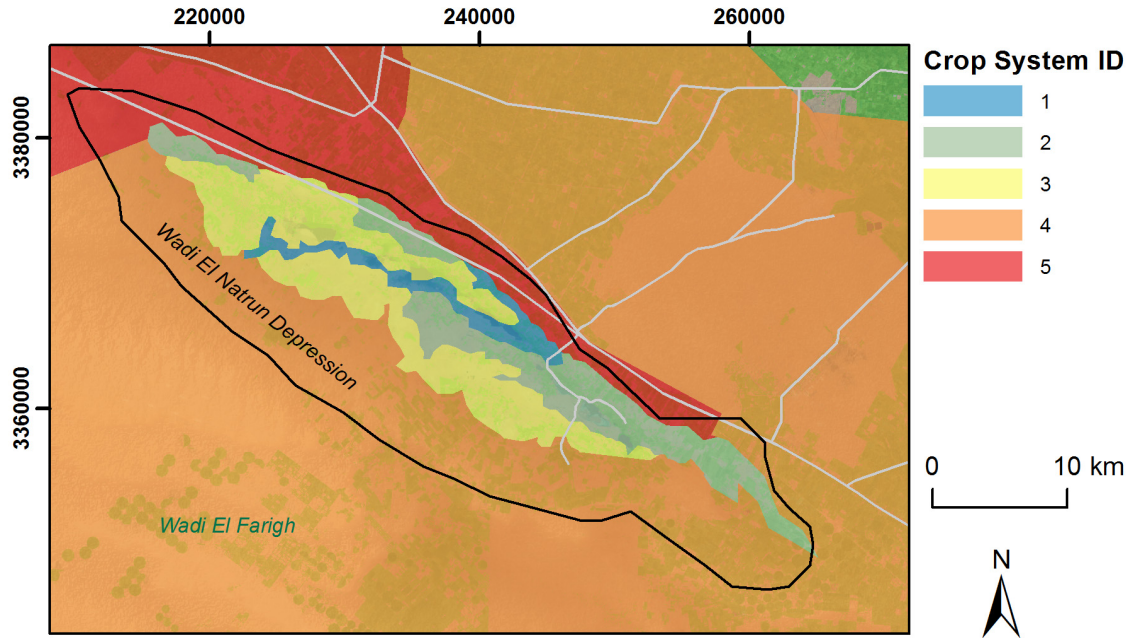 220000
240000
260000
3380000
3360000
Wadi El Natrun Depression
Wadi El Farigh
Crop System ID
1
2
3
4
5
0 10 km
N